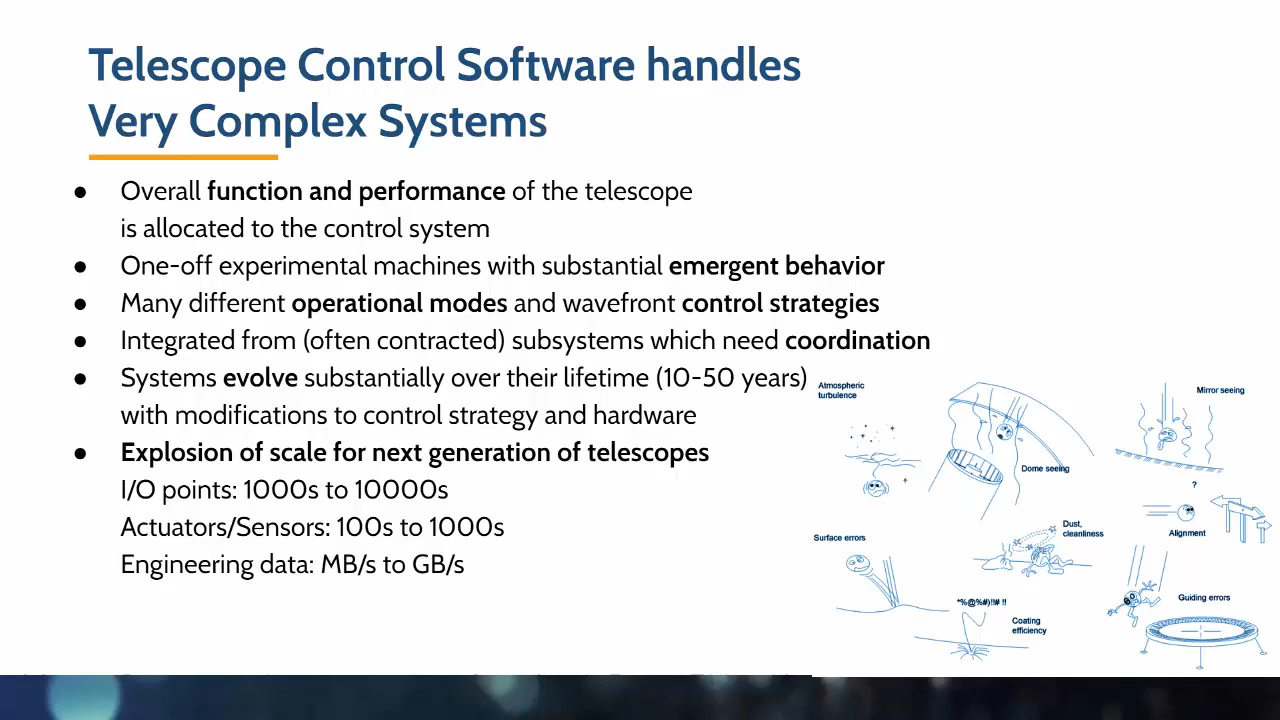 Telescope Control Software handles
Very Complex Systems
● Overall function and performance of the telescope
is allocated to the control system
● One-off experimental machines with substantial emergent behavior
● Many different operational modes and wavefront control strategies
● Integrated from (often contracted) subsystems which need coordination
● Systems evolve substantially over their lifetime (10-50 years)
with modifications to control strategy and hardware
● Explosion of scale for next generation of telescopes
I/O points: 1000s to 10000s
Actuators/Sensors: 100s to 1000s
Engineering data: MB/s to GB/s
Atmospheric
turbulence
Mirror seeing
Dome seeing
?
Surface errors
Dust,
cleanliness
Alignment
*%@%#)!# !!
Guiding errors
Coating
efficiency